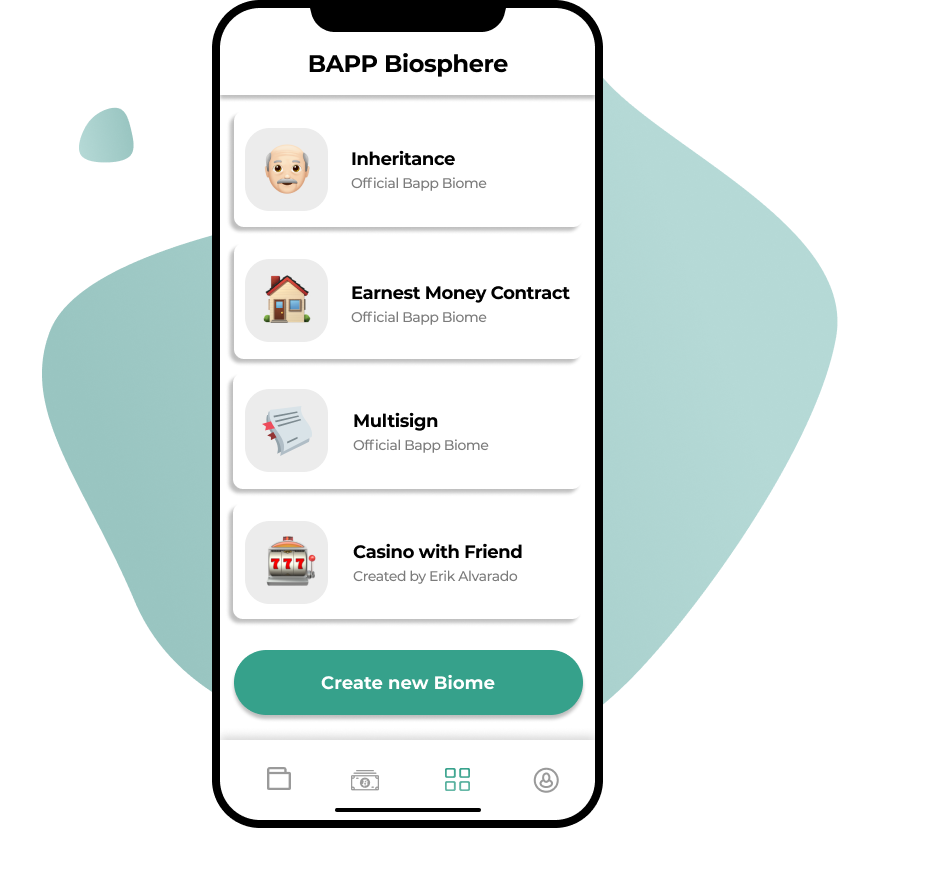 BAPP Biosphere
Inheritance
Official Bapp Biome
Earnest Money Contract
Official Bapp Biome
Multisign
Official Bapp Biome
777
Casino with Friend
Created by Erik Alvarado
Create new Biome